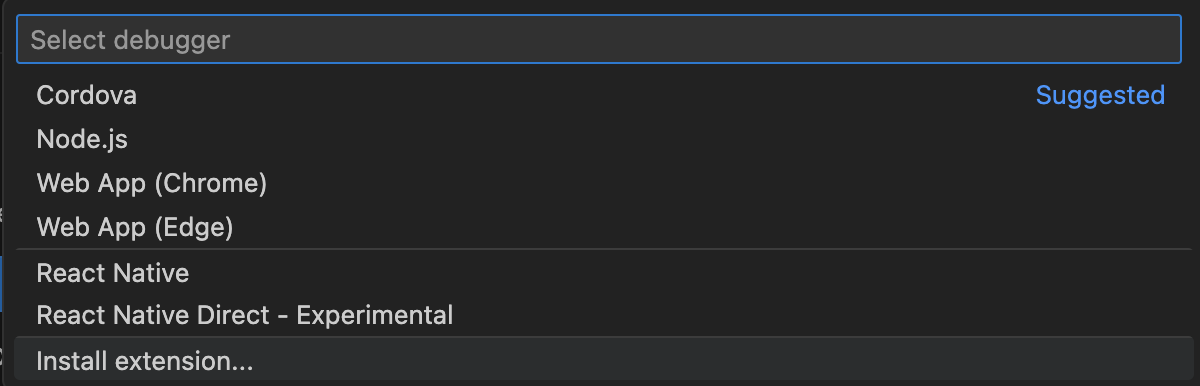 Select debugger
Cordova Suggested
Node.js
Web App (Chrome)
Web App (Edge)
React Native
React Native Direct - Experimental
Install extension...